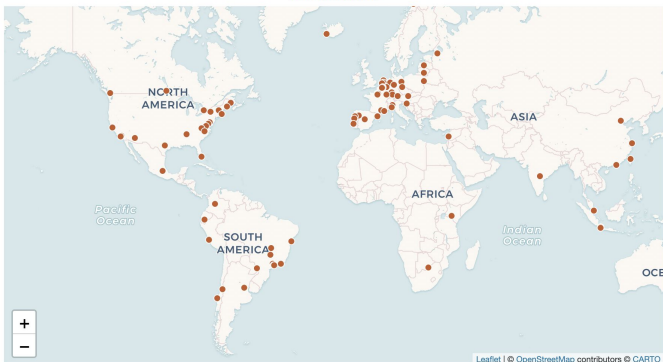 NORTH
AMERICA
ASIA
AFRICA
Pacific
Ocean
Indian
Ocean
SOUTH
AMERICA
OCE
+
−
Leaflet | © OpenStreetMap contributors © CARTO